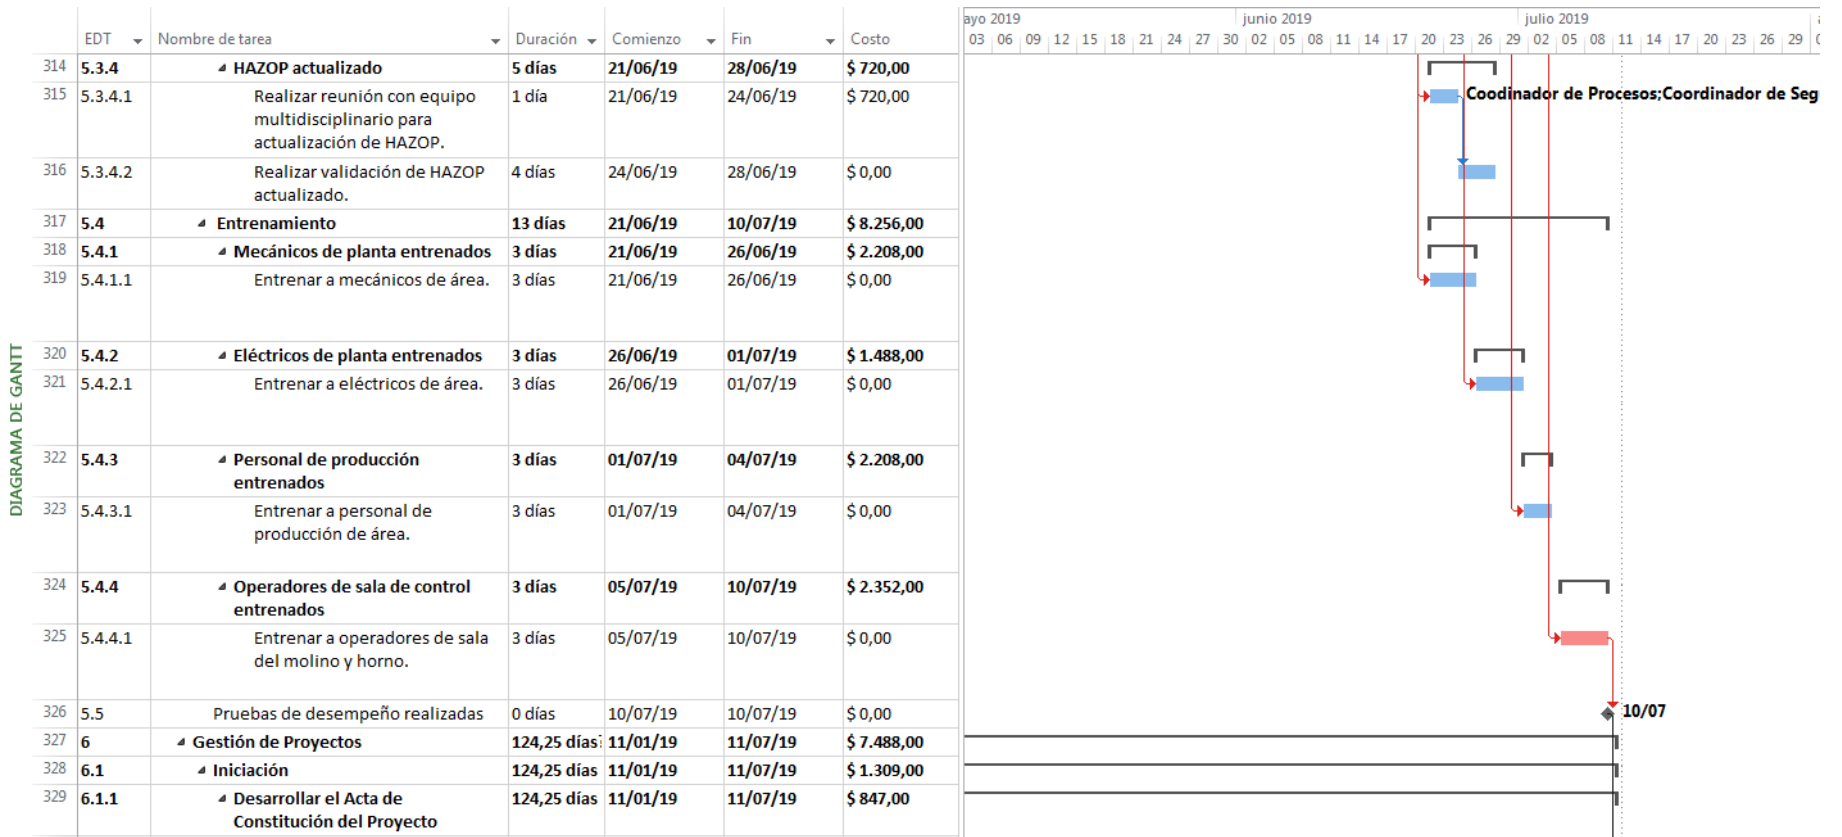 ayo 2019 junio 2019 julio 2019
EDT Nombre de tarea Duración Comienzo Fin Costo 03 06 09 12 15 18 21 24 27 30 02 05 08 11 14 17 20 23 26 29 02 05 08 11 14 17 20 23 26 29
314 5.3.4 HAZOP actualizado 5 días 21/06/19 28/06/19 $ 720,00
315 5.3.4.1 Realizar reunión con equipo 1 día 21/06/19 24/06/19 $ 720,00 Coodinador de Procesos;Coordinador de Seg
multidisciplinario para
actualización de HAZOP.
316 5.3.4.2 Realizar validación de HAZOP 4 días 24/06/19 28/06/19 $ 0,00
actualizado.
317 5.4 Entrenamiento 13 días 21/06/19 10/07/19 $ 8.256,00
318 5.4.1 Mecánicos de planta entrenados 3 días 21/06/19 26/06/19 $ 2.208,00
319 5.4.1.1 Entrenar a mecánicos de área. 3 días 21/06/19 26/06/19 $ 0,00
320 5.4.2 Eléctricos de planta entrenados 3 días 26/06/19 01/07/19 $ 1.488,00
321 5.4.2.1 Entrenar a eléctricos de área. 3 días 26/06/19 01/07/19 $ 0,00
322 5.4.3 Personal de producción 3 días 01/07/19 04/07/19 $ 2.208,00
entrenados
323 5.4.3.1 Entrenar a personal de 3 días 01/07/19 04/07/19 $ 0,00
producción de área.
324 5.4.4 Operadores de sala de control 3 días 05/07/19 10/07/19 $ 2.352,00
entrenados
325 5.4.4.1 Entrenar a operadores de sala 3 días 05/07/19 10/07/19 $ 0,00
del molino y horno.
326 5.5 Pruebas de desempeño realizadas 0 días 10/07/19 10/07/19 $ 0,00 10/07
327 6 Gestión de Proyectos 124,25 días? 11/01/19 11/07/19 $ 7.488,00
328 6.1 Iniciación 124,25 días 11/01/19 11/07/19 $ 1.309,00
329 6.1.1 Desarrollar el Acta de 124,25 días 11/01/19 11/07/19 $ 847,00
Constitución del Proyecto
DIAGRAMA DE GANTT